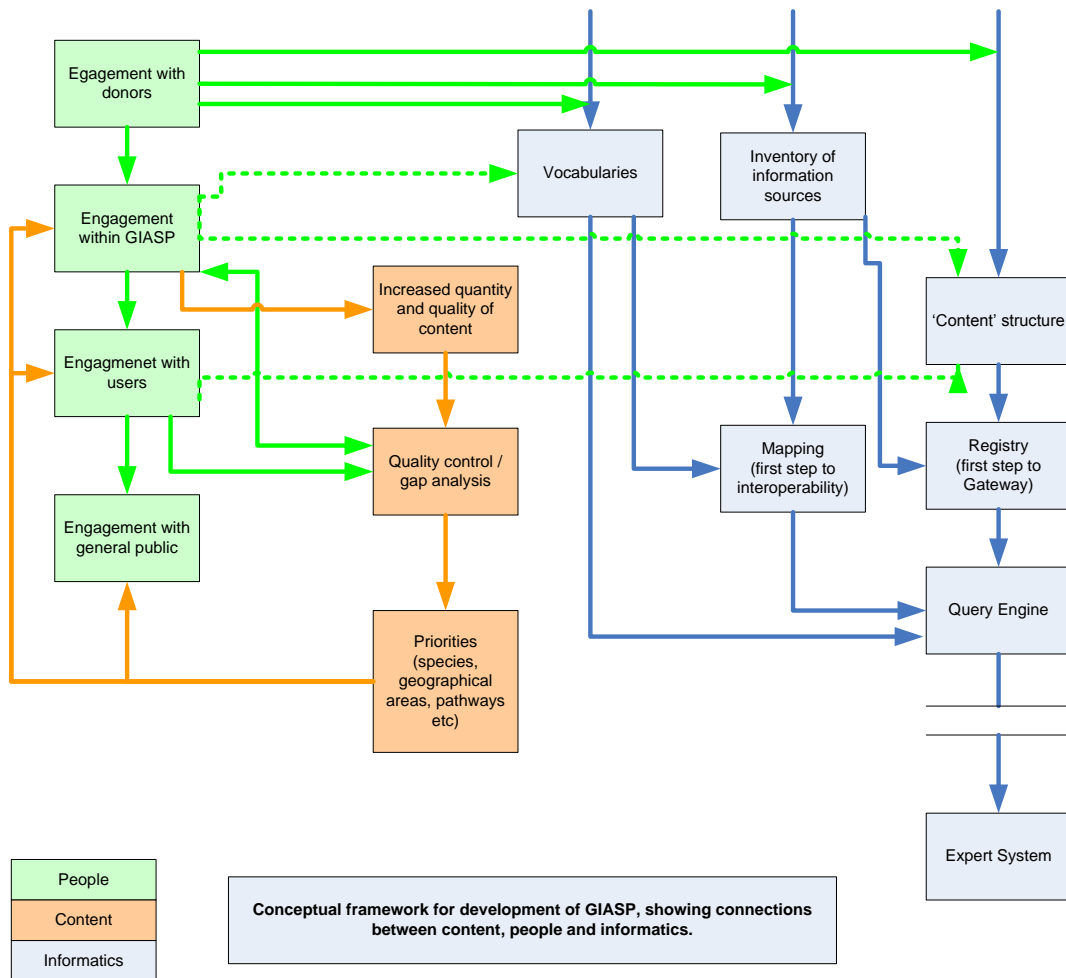 Egagement with
donors
Vocabularies
Inventory of
information
sources
Engagement
within GIASP
Increased quantity
and quality of
content
‘Content’ structure
Engagmenet with
users
Quality control /
gap analysis
Mapping
(first step to
interoperability)
Registry
(first step to
Gateway)
Engagement with
general public
Query Engine
Priorities
(species,
geographical
areas, pathways
etc)
Expert System
People
Content
Informatics
Conceptual framework for development of GIASP, showing connections
between content, people and informatics.